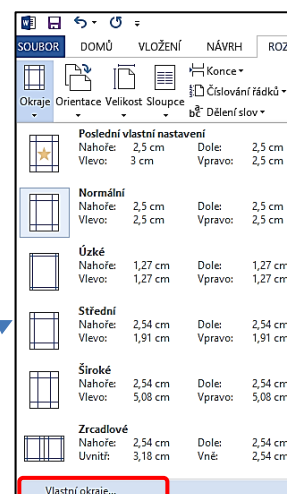 SOUBOR DOMŮ VLOŽENÍ NÁVRH ROZ
Okraje Orientace Velikost Sloupce
Konce
Číslování řádků
Dělení slov
Poslední vlastní nastavení
Nahoře: 2,5 cm Dole: 2,5 cm
Vlevo: 3 cm Vpravo: 2,5 cm
Normální
Nahoře: 2,5 cm Dole: 2,5 cm
Vlevo: 2,5 cm Vpravo: 2,5 cm
Úzké
Nahoře: 1,27 cm Dole: 1,27 cm
Vlevo: 1,27 cm Vpravo: 1,27 cm
Střední
Nahoře: 2,54 cm Dole: 2,54 cm
Vlevo: 1,91 cm Vpravo: 1,91 cm
Široké
Nahoře: 2,54 cm Dole: 2,54 cm
Vlevo: 5,08 cm Vpravo: 5,08 cm
Zrcadlové
Nahoře: 2,54 cm Dole: 2,54 cm
Uvnitř: 3,18 cm Vně: 2,54 cm
Vlastní okraje...